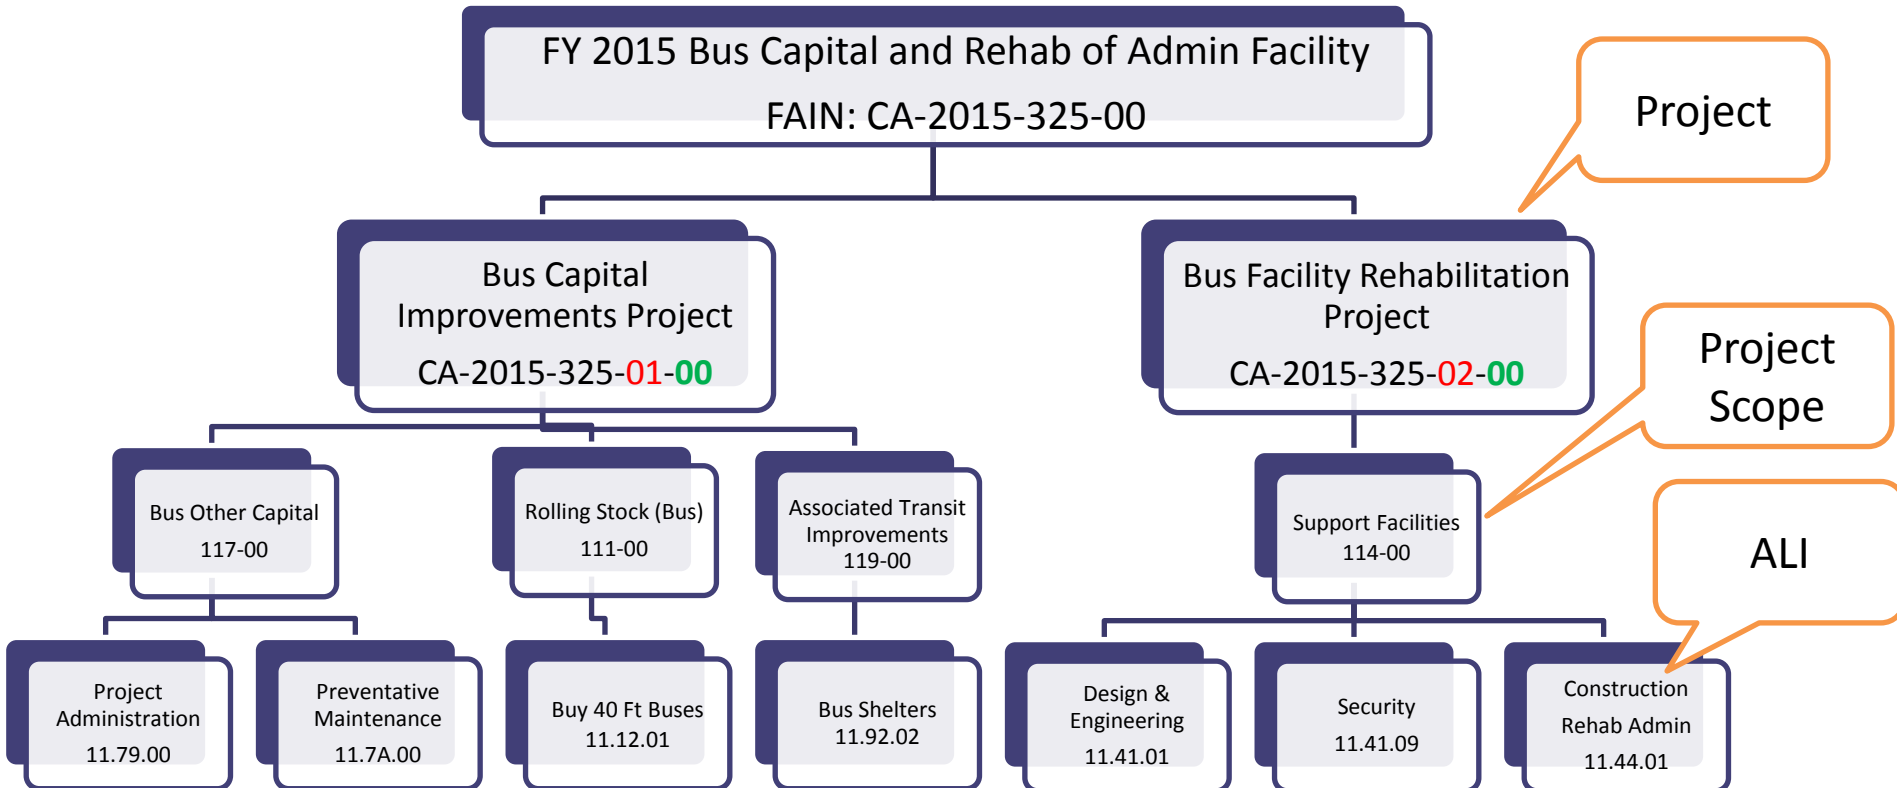 FY 2015 Bus Capital and Rehab of Admin Facility
FAIN: CA-2015-325-00
Project
Bus Capital
Improvements Project
CA-2015-325-01-00
Bus Facility Rehabilitation
Project
CA-2015-325-02-00
Project
Scope
Bus Other Capital
117-00
Rolling Stock (Bus)
111-00
Associated Transit
Improvements
119-00
Support Facilities
114-00
ALI
Project
Administration
11.79.00
Preventative
Maintenance
11.7A.00
Buy 40 Ft Buses
11.12.01
Bus Shelters
11.92.02
Design &
Engineering
11.41.01
Security
11.41.09
Construction
Rehab Admin
11.44.01